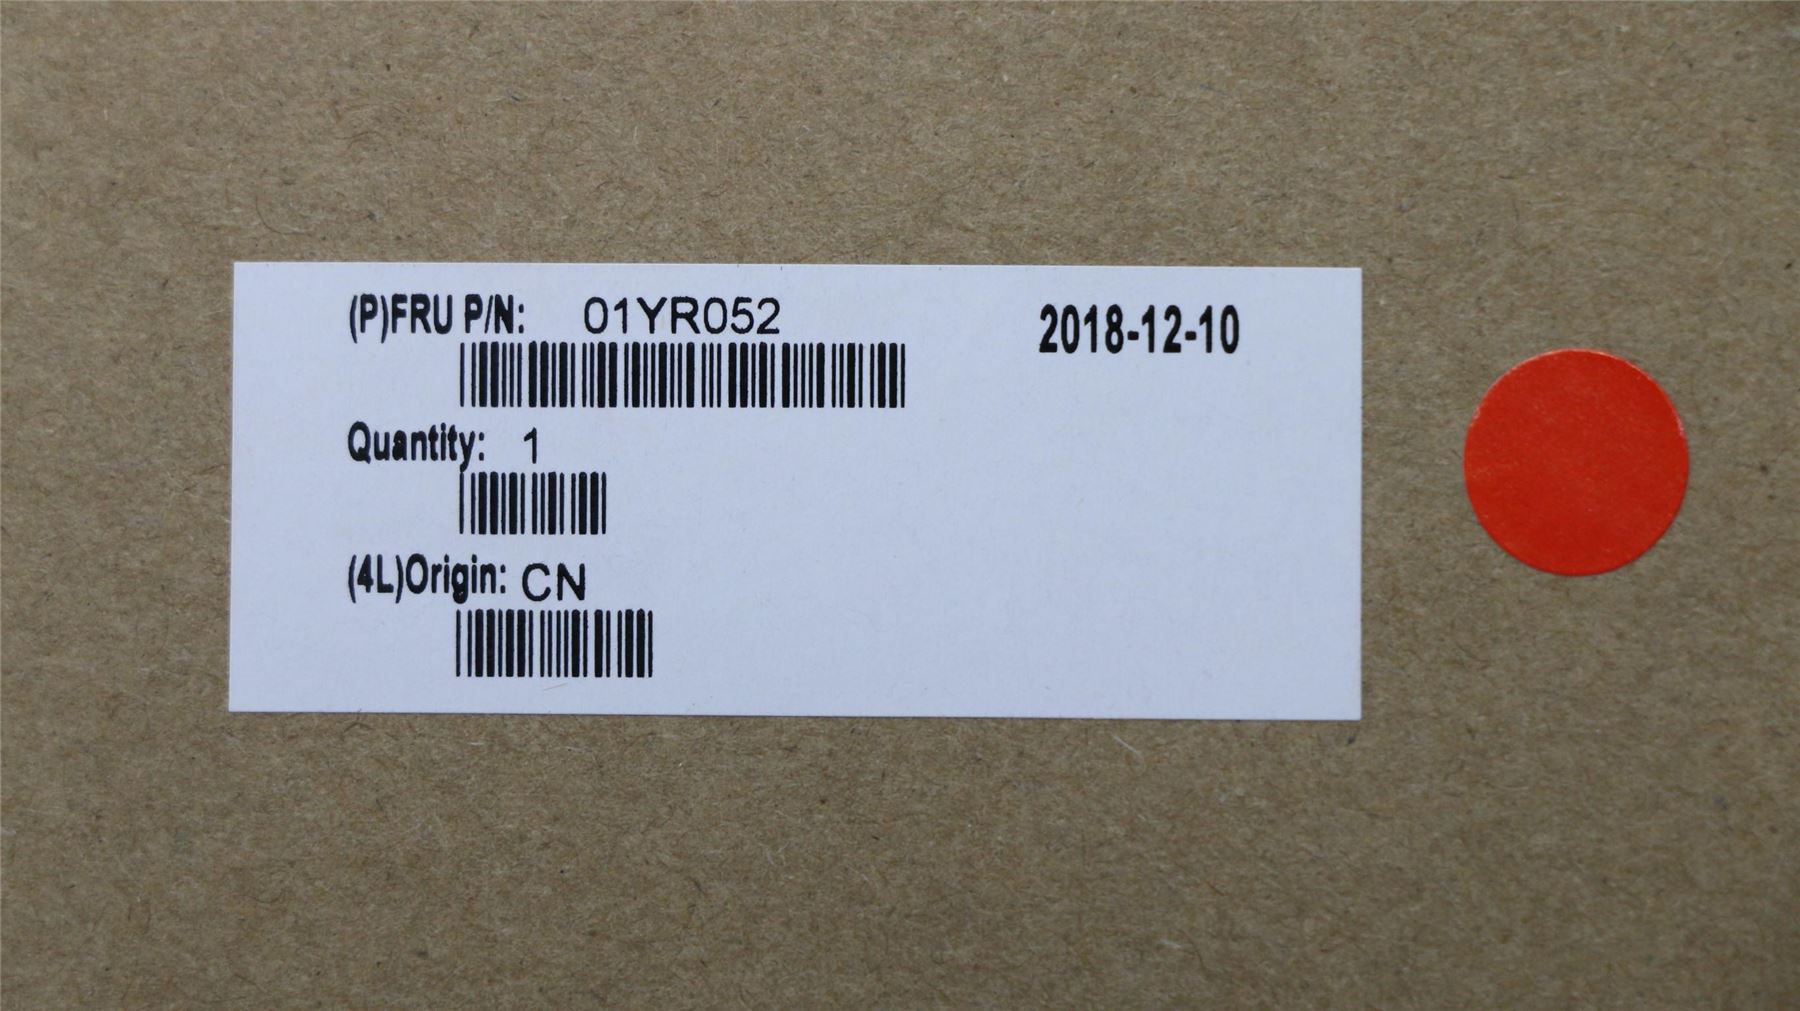 (P)FRU P/N: 01YR052
2018-12-10
Quantity: 1
(4L)Origin: CN